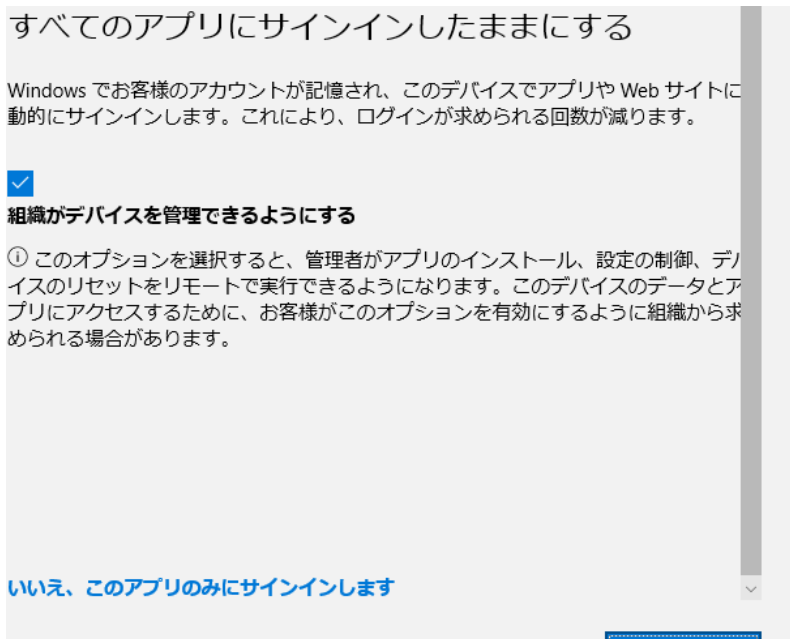 すべてのアプリにサインインしたままにする
Windows でお客様のアカウントが記憶され、このデバイスでアプリや Web サイトに
動的にサインインします。これにより、ログインが求められる回数が減ります。
組織がデバイスを管理できるようにする
このオプションを選択すると、管理者がアプリのインストール、設定の制御、デ
イスのリセットをリモートで実行できるようになります。このデバイスのデータとア
プリにアクセスするために、お客様がこのオプションを有効にするように組織から求
められる場合があります。
いいえ、このアプリのみにサインインします